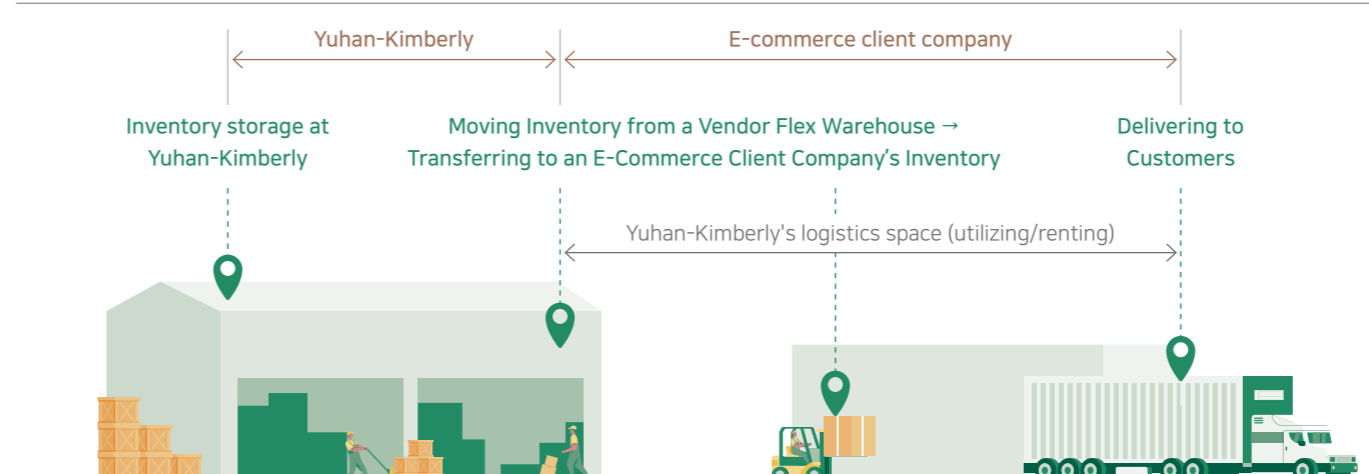 Yuhan-Kimberly
E-commerce client company
Inventory storage at
Yuhan-Kimberly
Moving Inventory from a Vendor Flex Warehouse →
Transferring to an E-Commerce Client Company's Inventory
Delivering to
Customers
Yuhan-Kimberly's logistics space (utilizing/renting)